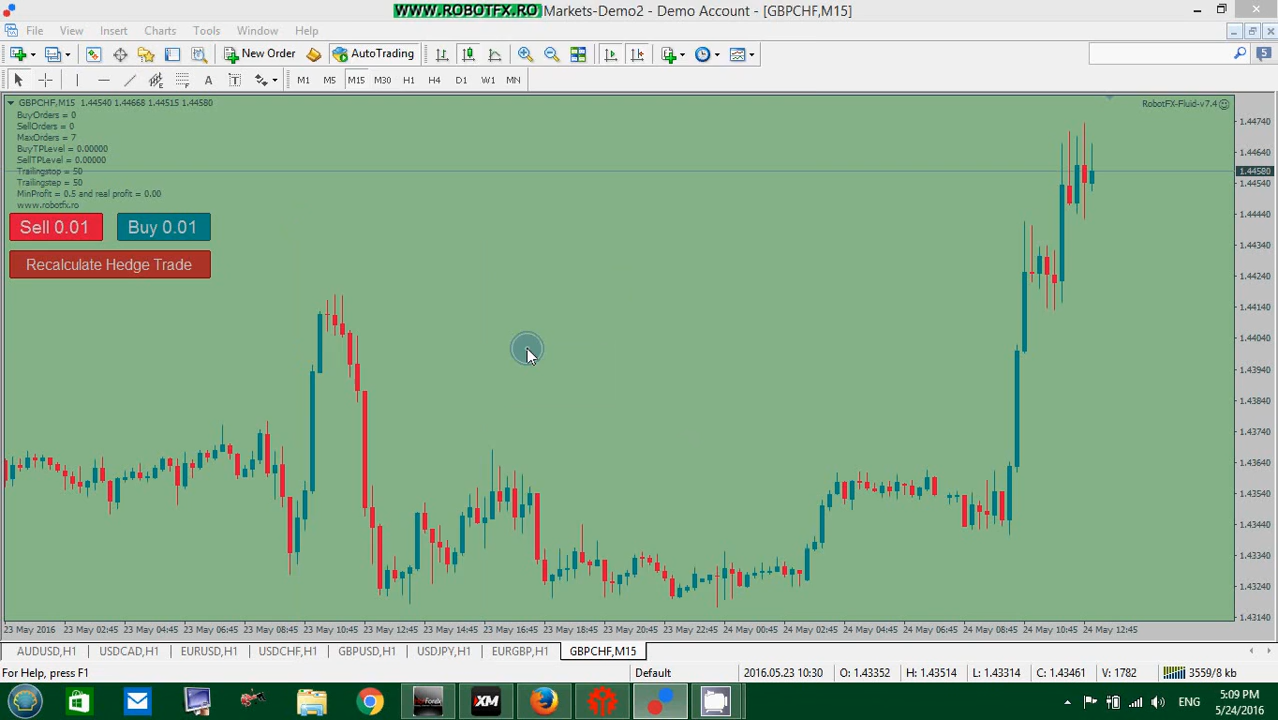 WWW.ROBOTFX.RO Markets-Demo2 - Demo Account - [GBPCHF,M15]
File View Insert Charts Tools Window Help
New Order AutoTrading 5
A T M1 M5 M15 M30 H1 H4 D1 W1 MN
GBPCHF,M15 1.44540 1.44668 1.44515 1.44580
RobotFX-Fluid-v7.4
BuyOrders = 0
SellOrders = 0
MaxOrders = 7
BuyTPLevel = 0.00000
SellTPLevel = 0.00000
Trailingstop = 50
Trailingstep = 50
MinProfit = 0.5 and real profit = 0.00
www.robotfx.ro
Sell 0.01 Buy 0.01
Recalculate Hedge Trade
1.44740
1.44640
1.44580
1.44540
1.44440
1.44340
1.44240
1.44140
1.44040
1.43940
1.43840
1.43740
1.43640
1.43540
1.43440
1.43340
1.43240
1.43140
23 May 2016 23 May 02:45 23 May 04:45 23 May 06:45 23 May 08:45 23 May 10:45 23 May 12:45 23 May 14:45 23 May 16:45 23 May 18:45 23 May 20:45 23 May 22:45 24 May 00:45 24 May 02:45 24 May 04:45 24 May 06:45 24 May 08:45 24 May 10:45 24 May 12:45
AUDUSD,H1 USDCAD,H1 EURUSD,H1 USDCHF,H1 GBPUSD,H1 USDJPY,H1 EURGBP,H1 GBPCHF,M15
For Help, press F1 Default 2016.05.23 10:30 O: 1.43352 H: 1.43514 L: 1.43314 C: 1.43461 V: 1782 3559/8 kb
XM ENG 5:09 PM
5/24/2016